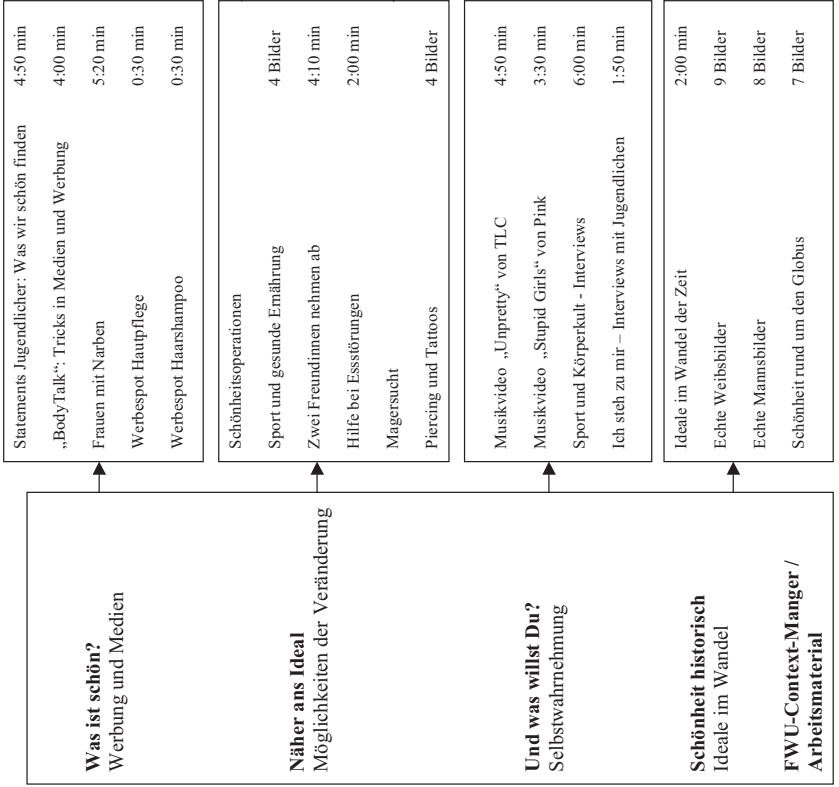 Was ist schön?
Werbung und Medien
Näher ans Ideal
Möglichkeiten der Veränderung
Und was willst Du?
Selbstwahrnehmung
Schönheit historisch
Ideale im Wandel
FWU-Context-Manger /
Arbeitsmaterial
Statements Jugendlicher: Was wir schön finden 4:50 min
„BodyTalk“: Tricks in Medien und Werbung 4:00 min
Frauen mit Narben 5:20 min
Werbespot Hautpflege 0:30 min
Werbespot Haarshampoo 0:30 min
Schönheitsoperationen
Sport und gesunde Ernährung 4 Bilder
Zwei Freundinnen nehmen ab 4:10 min
Hilfe bei Essstörungen 2:00 min
Magersucht
Piercing und Tattoos 4 Bilder
Musikvideo „Unpretty“ von TLC 4:50 min
Musikvideo „Stupid Girls“ von Pink 3:30 min
Sport und Körperkult - Interviews 6:00 min
Ich steh zu mir – Interviews mit Jugendlichen 1:50 min
Ideale im Wandel der Zeit 2:00 min
Echte Weibsbilder 9 Bilder
Echte Mannsbilder 8 Bilder
Schönheit rund um den Globus 7 Bilder